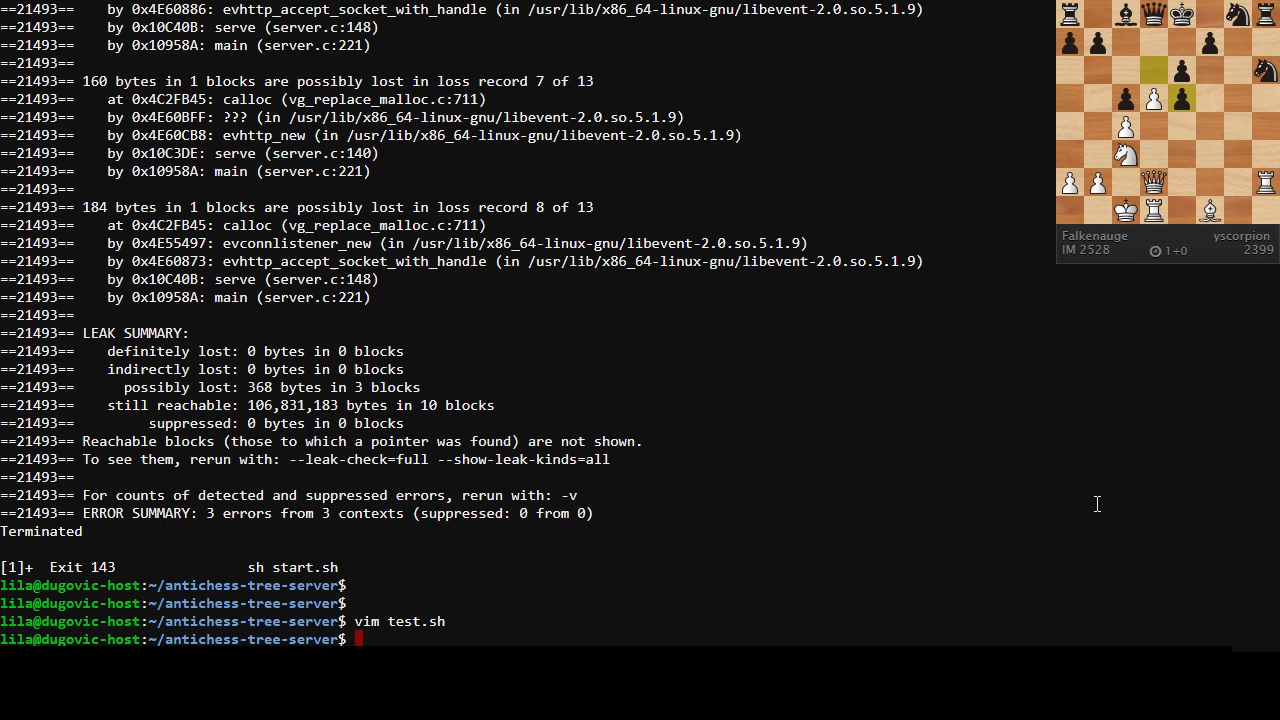 ==21493==    by 0x4E60886: evhttp_accept_socket_with_handle (in /usr/lib/x86_64-linux-gnu/libevent-2.0.so.5.1.9)
==21493==    by 0x10C40B: serve (server.c:148)
==21493==    by 0x10958A: main (server.c:221)
==21493==
==21493== 160 bytes in 1 blocks are possibly lost in loss record 7 of 13
==21493==    at 0x4C2FB45: calloc (vg_replace_malloc.c:711)
==21493==    by 0x4E60BFF: ??? (in /usr/lib/x86_64-linux-gnu/libevent-2.0.so.5.1.9)
==21493==    by 0x4E60CB8: evhttp_new (in /usr/lib/x86_64-linux-gnu/libevent-2.0.so.5.1.9)
==21493==    by 0x10C3DE: serve (server.c:140)
==21493==    by 0x10958A: main (server.c:221)
==21493==
==21493== 184 bytes in 1 blocks are possibly lost in loss record 8 of 13
==21493==    at 0x4C2FB45: calloc (vg_replace_malloc.c:711)
==21493==    by 0x4E55497: evconnlistener_new (in /usr/lib/x86_64-linux-gnu/libevent-2.0.so.5.1.9)
==21493==    by 0x4E60873: evhttp_accept_socket_with_handle (in /usr/lib/x86_64-linux-gnu/libevent-2.0.so.5.1.9)
==21493==    by 0x10C40B: serve (server.c:148)
==21493==    by 0x10958A: main (server.c:221)
==21493==
==21493== LEAK SUMMARY:
==21493==    definitely lost: 0 bytes in 0 blocks
==21493==    indirectly lost: 0 bytes in 0 blocks
==21493==      possibly lost: 368 bytes in 3 blocks
==21493==    still reachable: 106,831,183 bytes in 10 blocks
==21493==         suppressed: 0 bytes in 0 blocks
==21493== Reachable blocks (those to which a pointer was found) are not shown.
==21493== To see them, rerun with: --leak-check=full --show-leak-kinds=all
==21493==
==21493== For counts of detected and suppressed errors, rerun with: -v
==21493== ERROR SUMMARY: 3 errors from 3 contexts (suppressed: 0 from 0)
Terminated
[1]+  Exit 143                sh start.sh
lila@dugovic-host:~/antichess-tree-server$
lila@dugovic-host:~/antichess-tree-server$
lila@dugovic-host:~/antichess-tree-server$ vim test.sh
lila@dugovic-host:~/antichess-tree-server$
Falkenauge yscorpion
IM 2528 1+0 2399